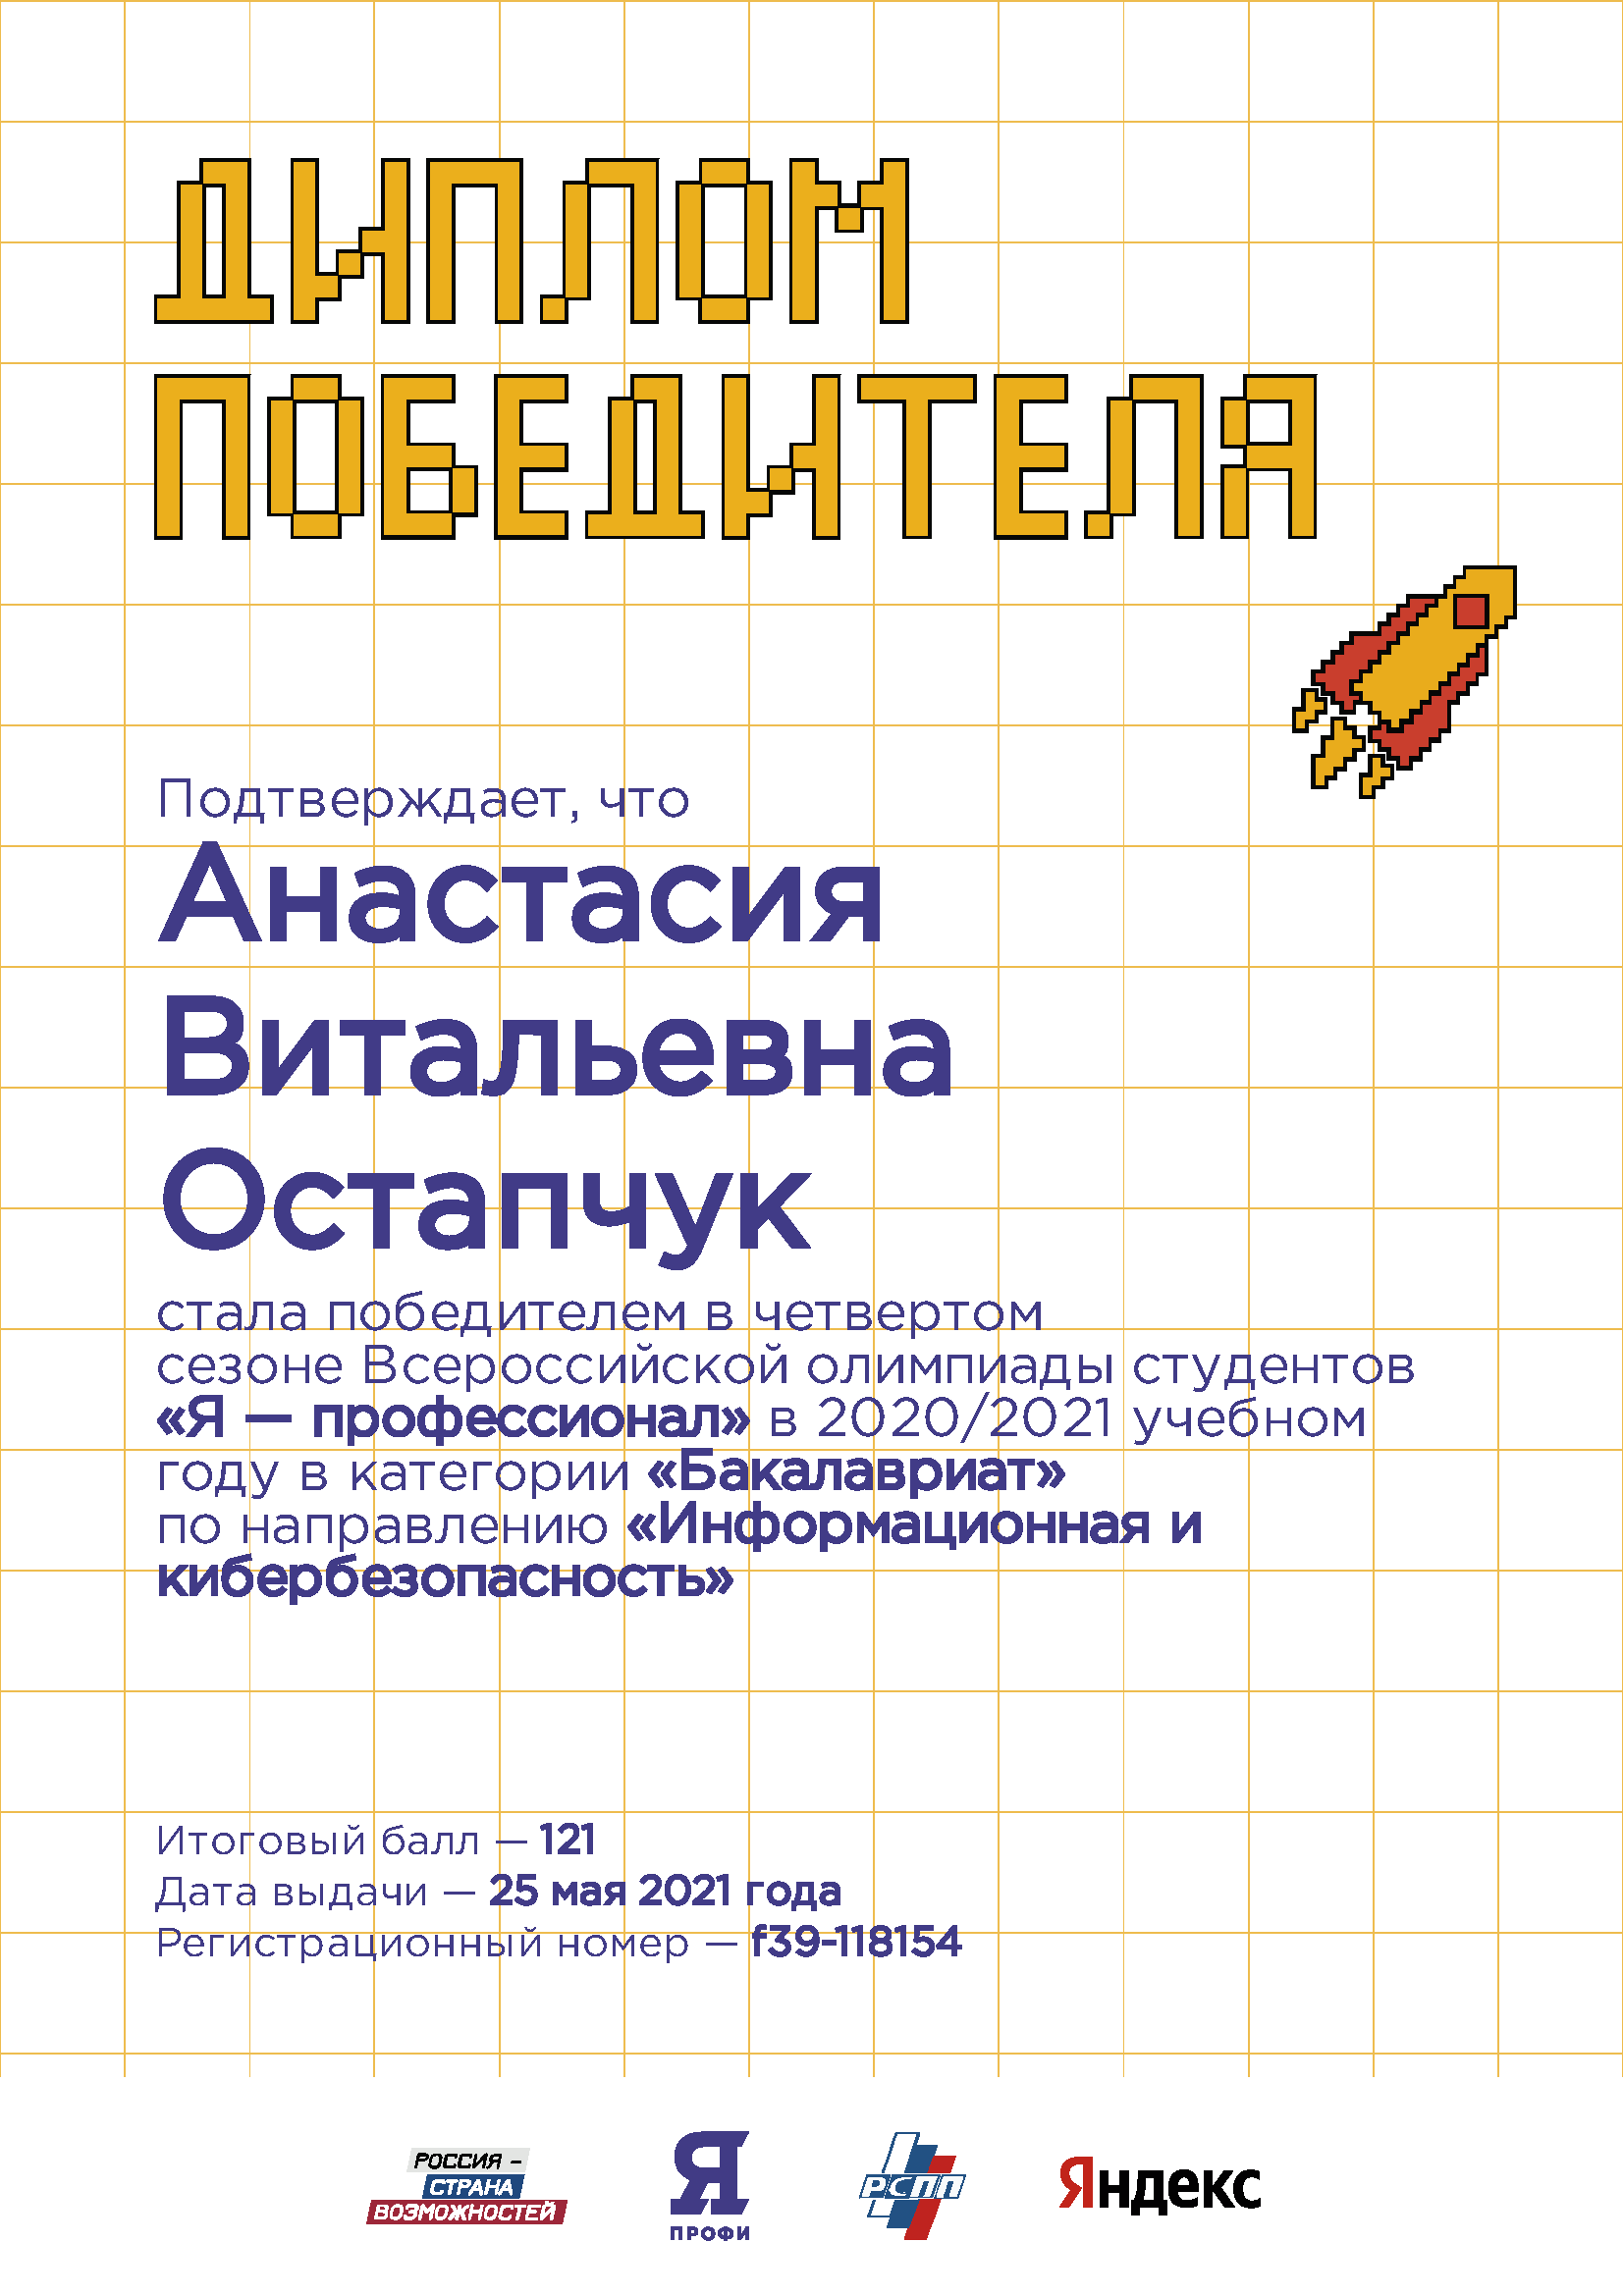 ДИПЛОМ
ПОБЕДИТЕЛЯ
Подтверждает, что
Анастасия
Витальевна
Остапчук
стала победителем в четвертом
сезоне Всероссийской олимпиады студентов
«Я — профессионал» в 2020/2021 учебном
году в категории «Бакалавриат»
по направлению «Информационная и
кибербезопасность»
Итоговый балл — 121
Дата выдачи — 25 мая 2021 года
Регистрационный номер — f39-118154
РОССИЯ –
СТРАНА
ВОЗМОЖНОСТЕЙ
Я
ПРОФИ
РСПП
Яндекс